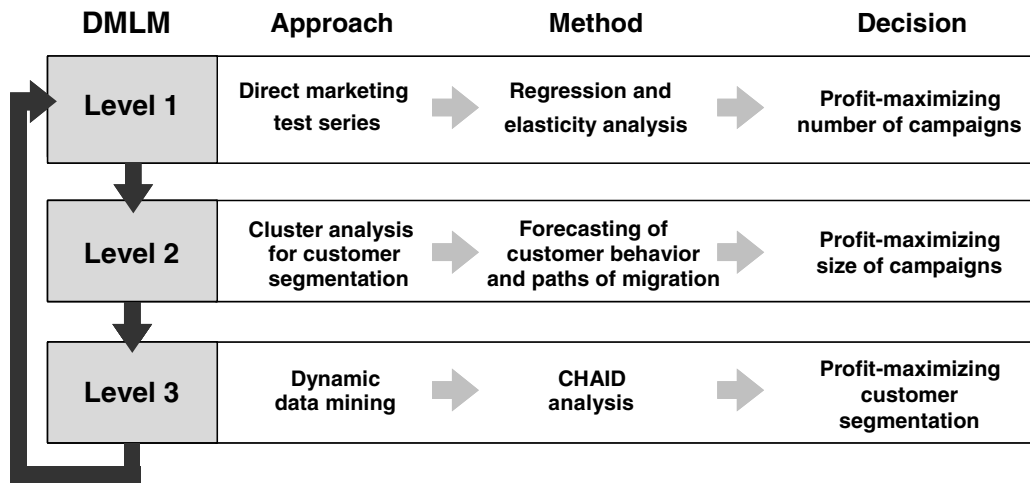 DMLM Approach Method Decision
Level 1
Direct marketing
test series
Regression and
elasticity analysis
Profit-maximizing
number of campaigns
Level 2
Cluster analysis
for customer
segmentation
Forecasting of
customer behavior
and paths of migration
Profit-maximizing
size of campaigns
Level 3
Dynamic
data mining
CHAID
analysis
Profit-maximizing
customer
segmentation